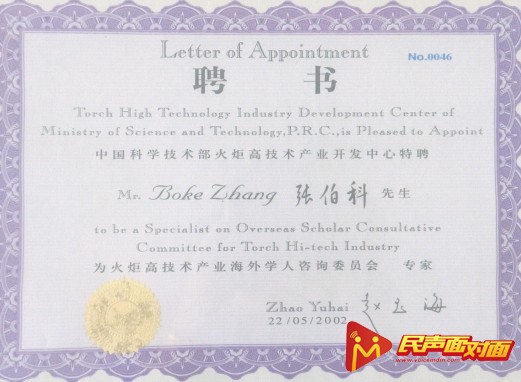 Letter of Appointment
No.0046
聘 书
Torch High Technology Industry Development Center of
Ministry of Science and Technology,P.R.C.,is Pleased to Appoint
中国科学技术部火炬高技术产业开发中心特聘
Mr. Boke Zhang 张伯科 先生
to be a Specialist on Overseas Scholar Consultative
Committee for Torch Hi-tech Industry
为火炬高技术产业海外学人咨询委员会 专家
Zhao Yuhai 赵玉海
22/05/2002
民声面对面